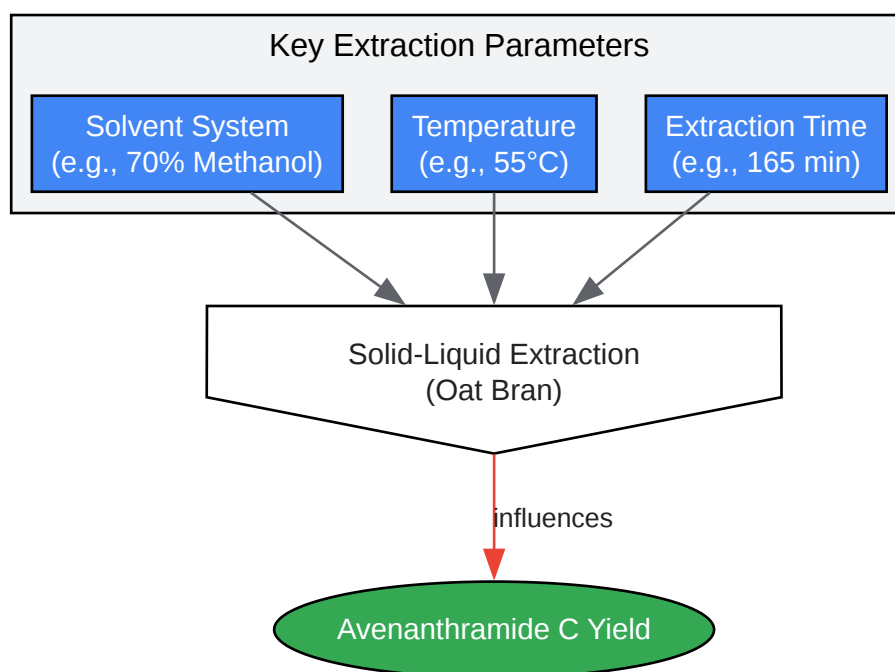 Key Extraction Parameters
Solvent System
(e.g., 70% Methanol)
Temperature
(e.g., 55°C)
Extraction Time
(e.g., 165 min)
Solid-Liquid Extraction
(Oat Bran)
influences
Avenanthramide C Yield